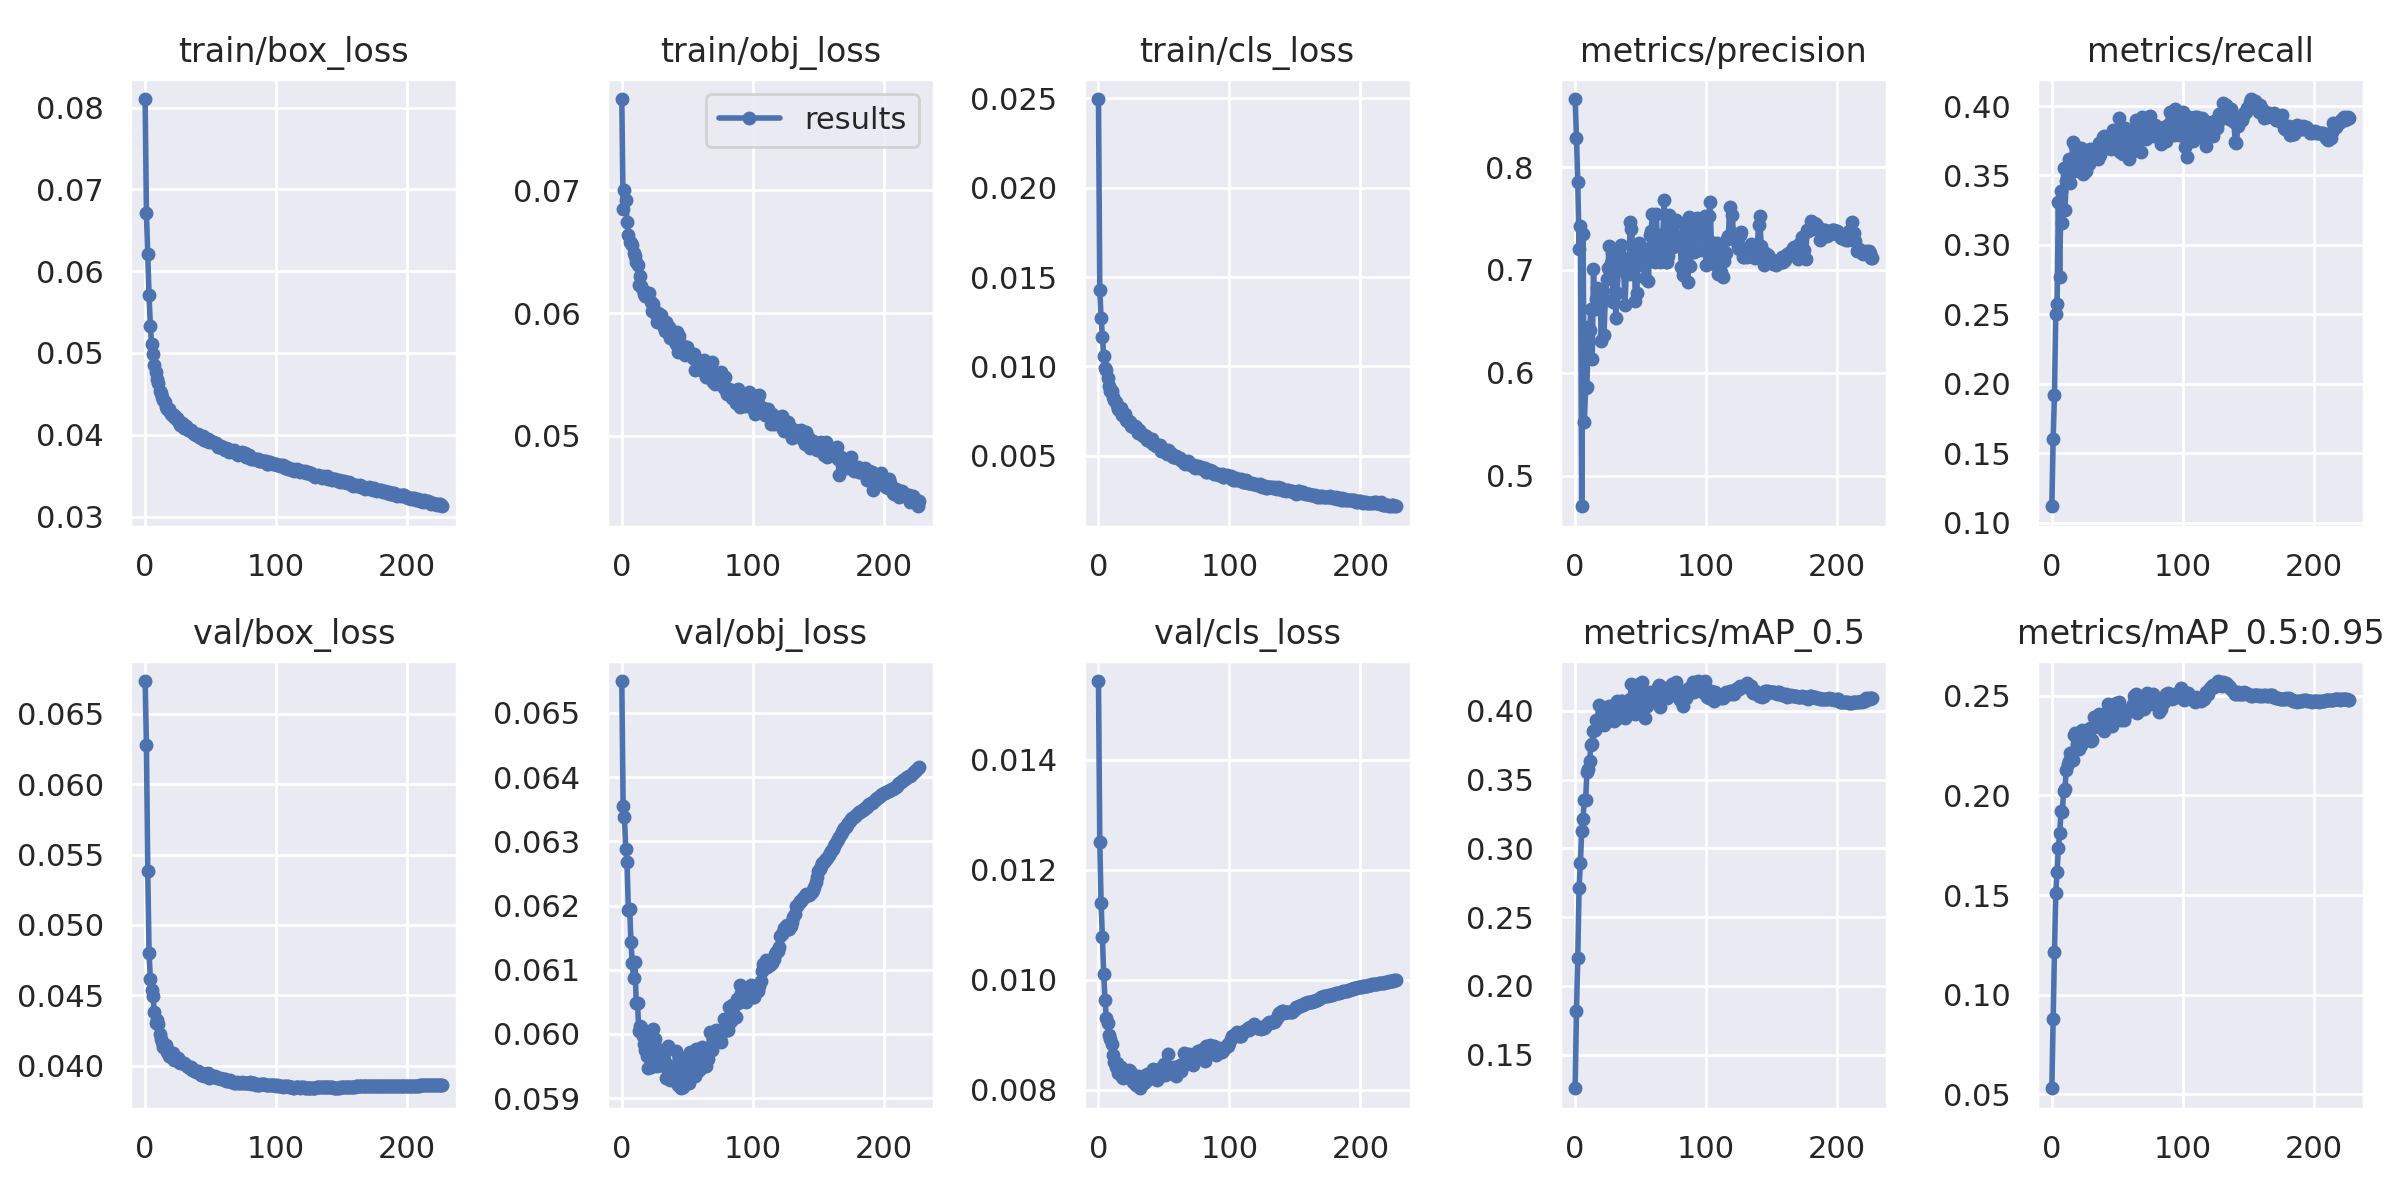 train/box_loss
0.08
0.07
0.06
0.05
0.04
0.03
0 100 200
train/obj_loss
results
0.07
0.06
0.05
0 100 200
train/cls_loss
0.025
0.020
0.015
0.010
0.005
0 100 200
metrics/precision
0.8
0.7
0.6
0.5
0 100 200
metrics/recall
0.40
0.35
0.30
0.25
0.20
0.15
0.10
0 100 200
val/box_loss
0.065
0.060
0.055
0.050
0.045
0.040
0 100 200
val/obj_loss
0.065
0.064
0.063
0.062
0.061
0.060
0.059
0 100 200
val/cls_loss
0.014
0.012
0.010
0.008
0 100 200
metrics/mAP_0.5
0.40
0.35
0.30
0.25
0.20
0.15
0 100 200
metrics/mAP_0.5:0.95
0.25
0.20
0.15
0.10
0.05
0 100 200